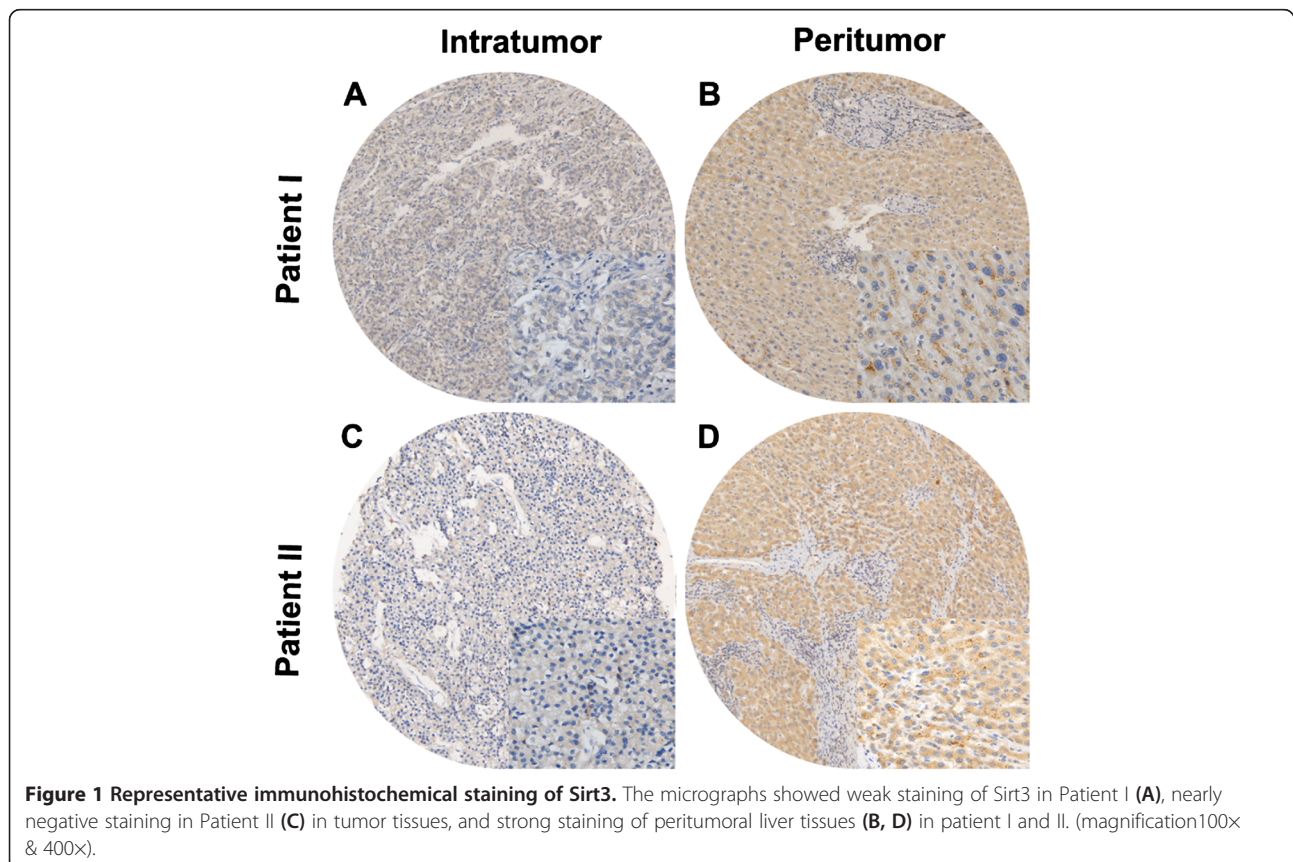 Intratumor Peritumor
A B
Patient I
C D
Patient II
Figure 1 Representative immunohistochemical staining of Sirt3. The micrographs showed weak staining of Sirt3 in Patient I (A), nearly
negative staining in Patient II (C) in tumor tissues, and strong staining of peritumoral liver tissues (B, D) in patient I and II. (magnification100×
& 400×).